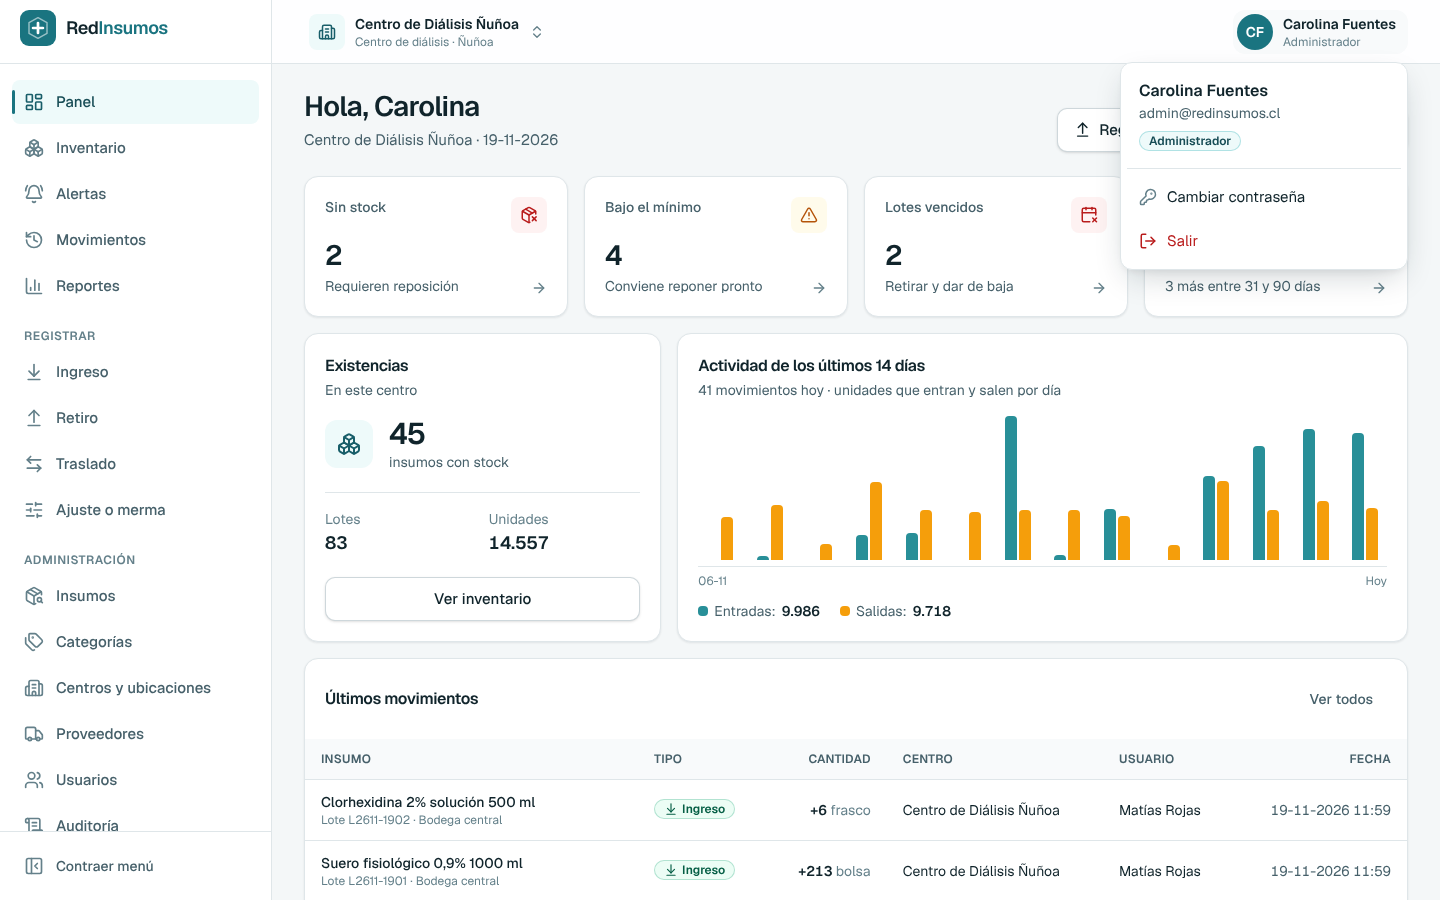 RedInsumos
Centro de Diálisis Ñuñoa
Centro de diálisis · Ñuñoa
CF
Carolina Fuentes
Administrador
Panel
Inventario
Alertas
Movimientos
Reportes
REGISTRAR
Ingreso
Retiro
Traslado
Ajuste o merma
ADMINISTRACIÓN
Insumos
Categorías
Centros y ubicaciones
Proveedores
Usuarios
Auditoría
Contraer menú
Hola, Carolina
Centro de Diálisis Ñuñoa · 19-11-2026
Carolina Fuentes
admin@redinsumos.cl
Administrador
Cambiar contraseña
Salir
Sin stock
2
Requieren reposición
Bajo el mínimo
4
Conviene reponer pronto
Lotes vencidos
2
Retirar y dar de baja
3 más entre 31 y 90 días
Existencias
En este centro
45
insumos con stock
Lotes
83
Unidades
14.557
Ver inventario
Actividad de los últimos 14 días
41 movimientos hoy · unidades que entran y salen por día
06-11
Hoy
Entradas: 9.986
Salidas: 9.718
Últimos movimientos
Ver todos
INSUMO TIPO CANTIDAD CENTRO USUARIO FECHA
Clorhexidina 2% solución 500 ml
Lote L2611-1902 · Bodega central
Ingreso
+6 frasco
Centro de Diálisis Ñuñoa
Matías Rojas
19-11-2026 11:59
Suero fisiológico 0,9% 1000 ml
Lote L2611-1901 · Bodega central
Ingreso
+213 bolsa
Centro de Diálisis Ñuñoa
Matías Rojas
19-11-2026 11:59